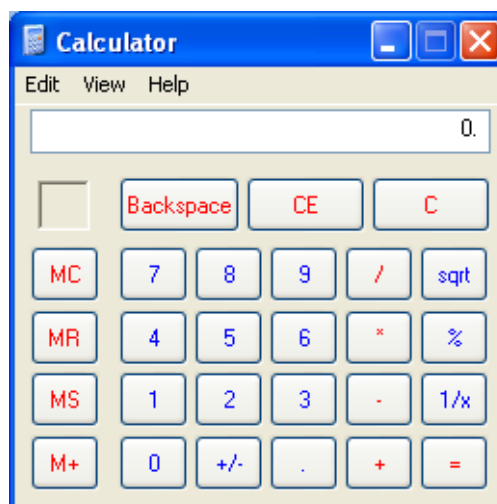 Calculator
Edit View Help
0.
Backspace CE C
MC 7 8 9 / sqrt
MR 4 5 6 * %
MS 1 2 3 - 1/x
M+ 0 +/- . + =